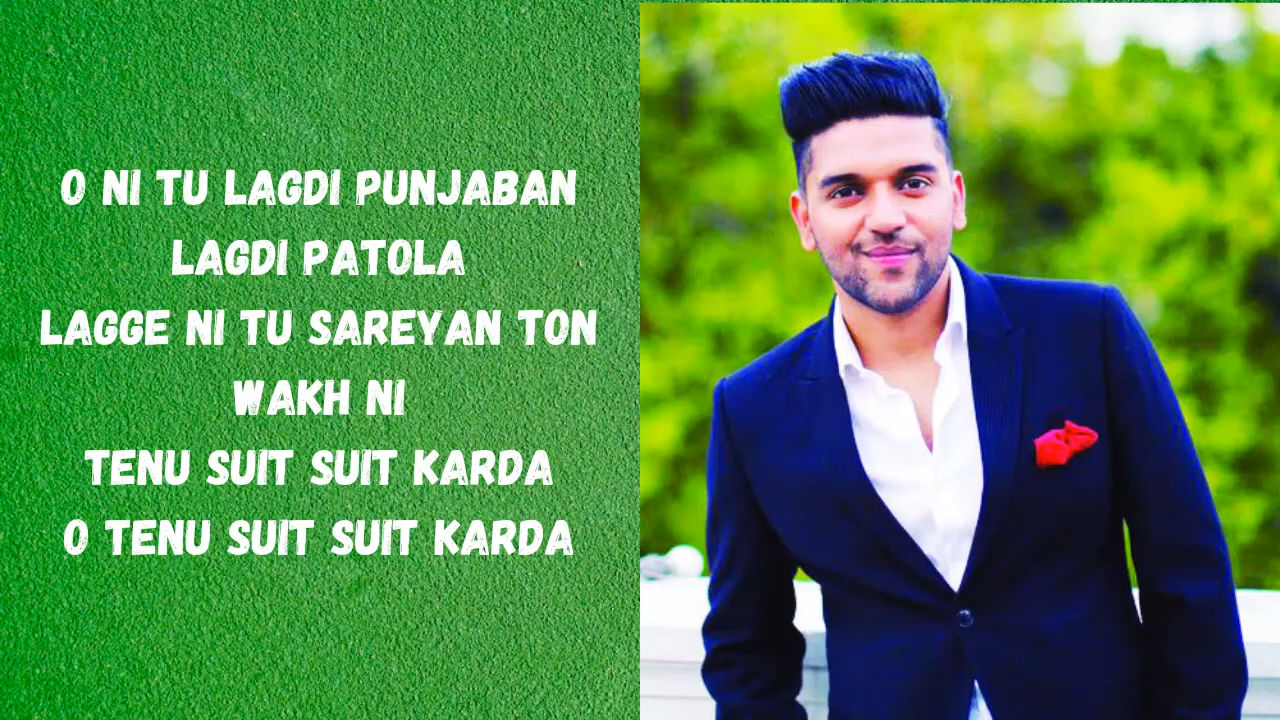 O NI TU LAGDI PUNJABAN
LAGDI PATOLA
LAGGE NI TU SAREYAN TON
WAKH NI
TENU SUIT SUIT KARDA
O TENU SUIT SUIT KARDA